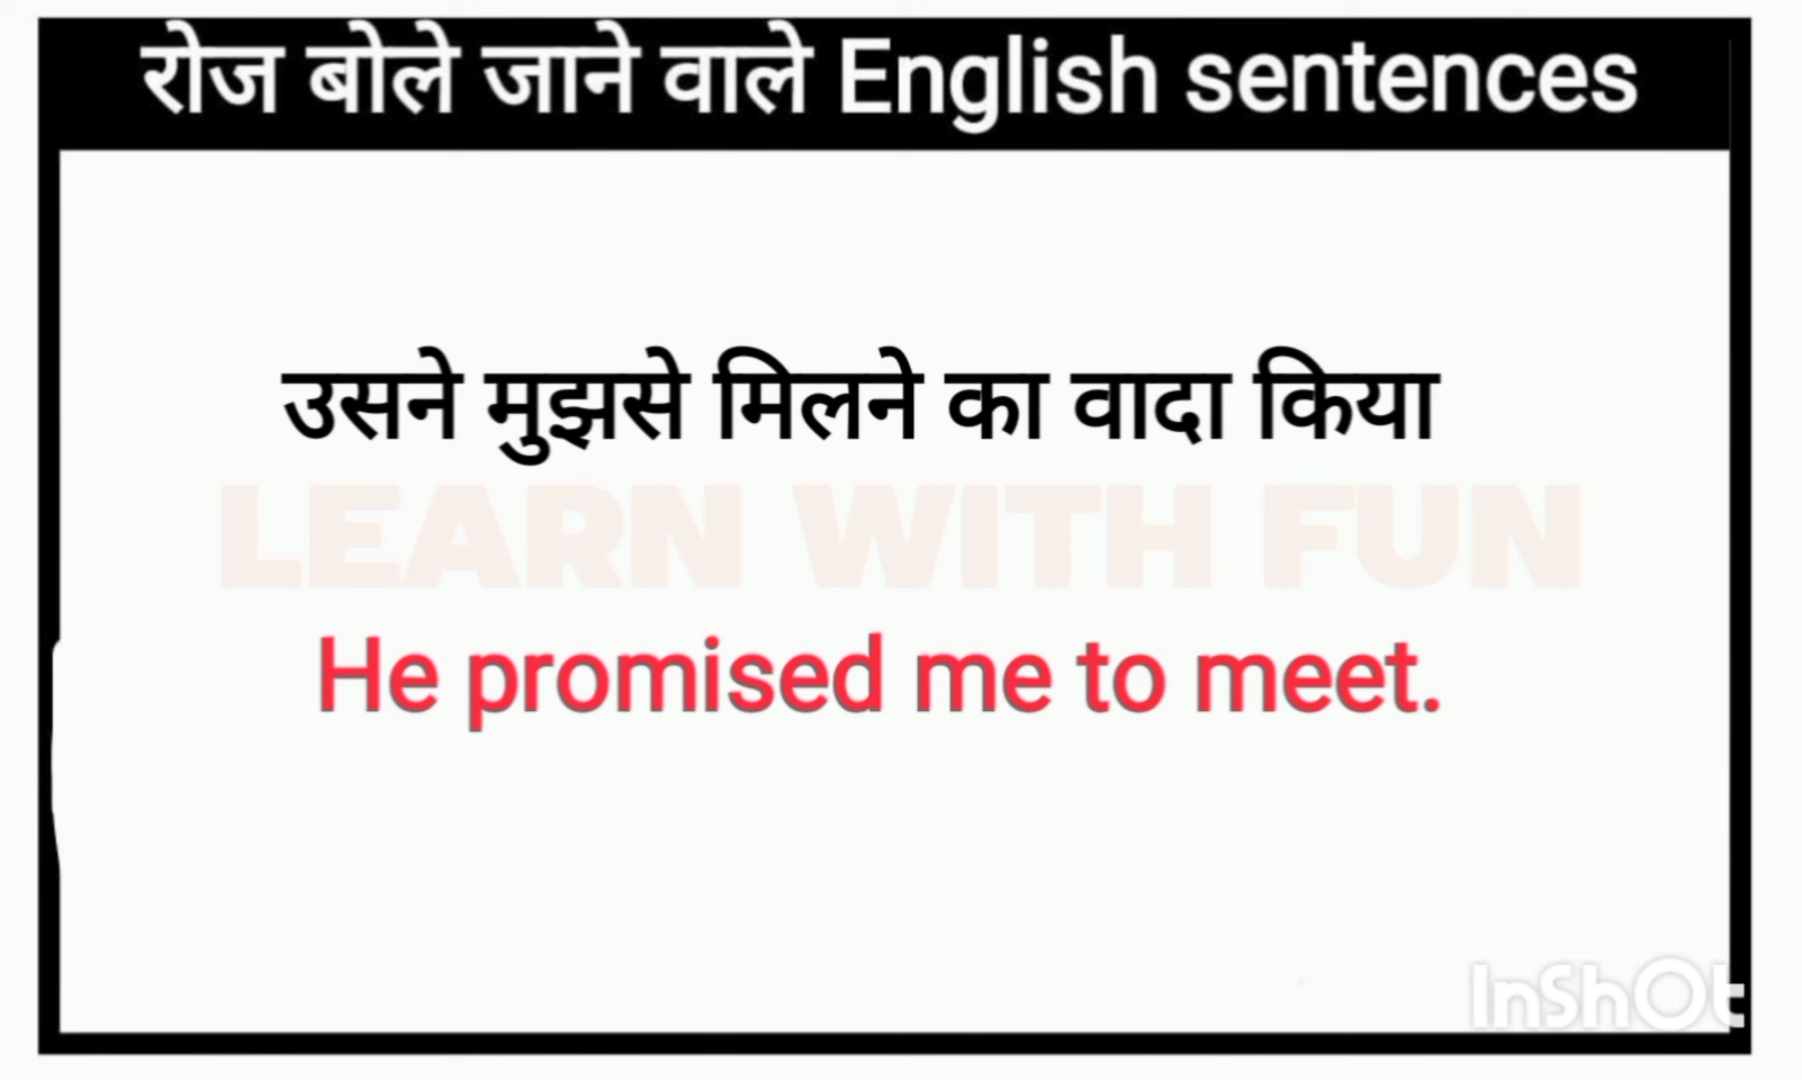 रोज बोले जाने वाले English sentences
उसने मुझसे मिलने का वादा किया
LEARN WITH FUN
He promised me to meet.
InShOt